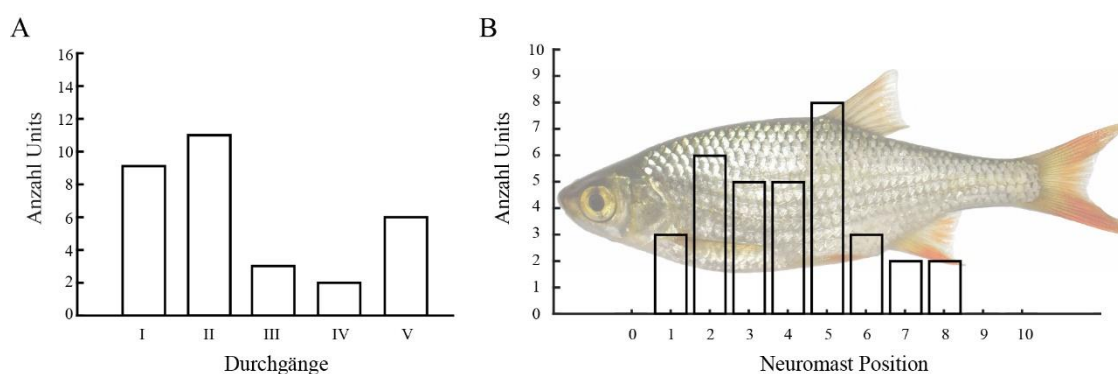 A
Anzahl Units
16
14
12
10
8
6
4
2
0
I II III IV V
Durchgänge
B
Anzahl Units
10
9
8
7
6
5
4
3
2
1
0
0 1 2 3 4 5 6 7 8 9 10
Neuromast Position